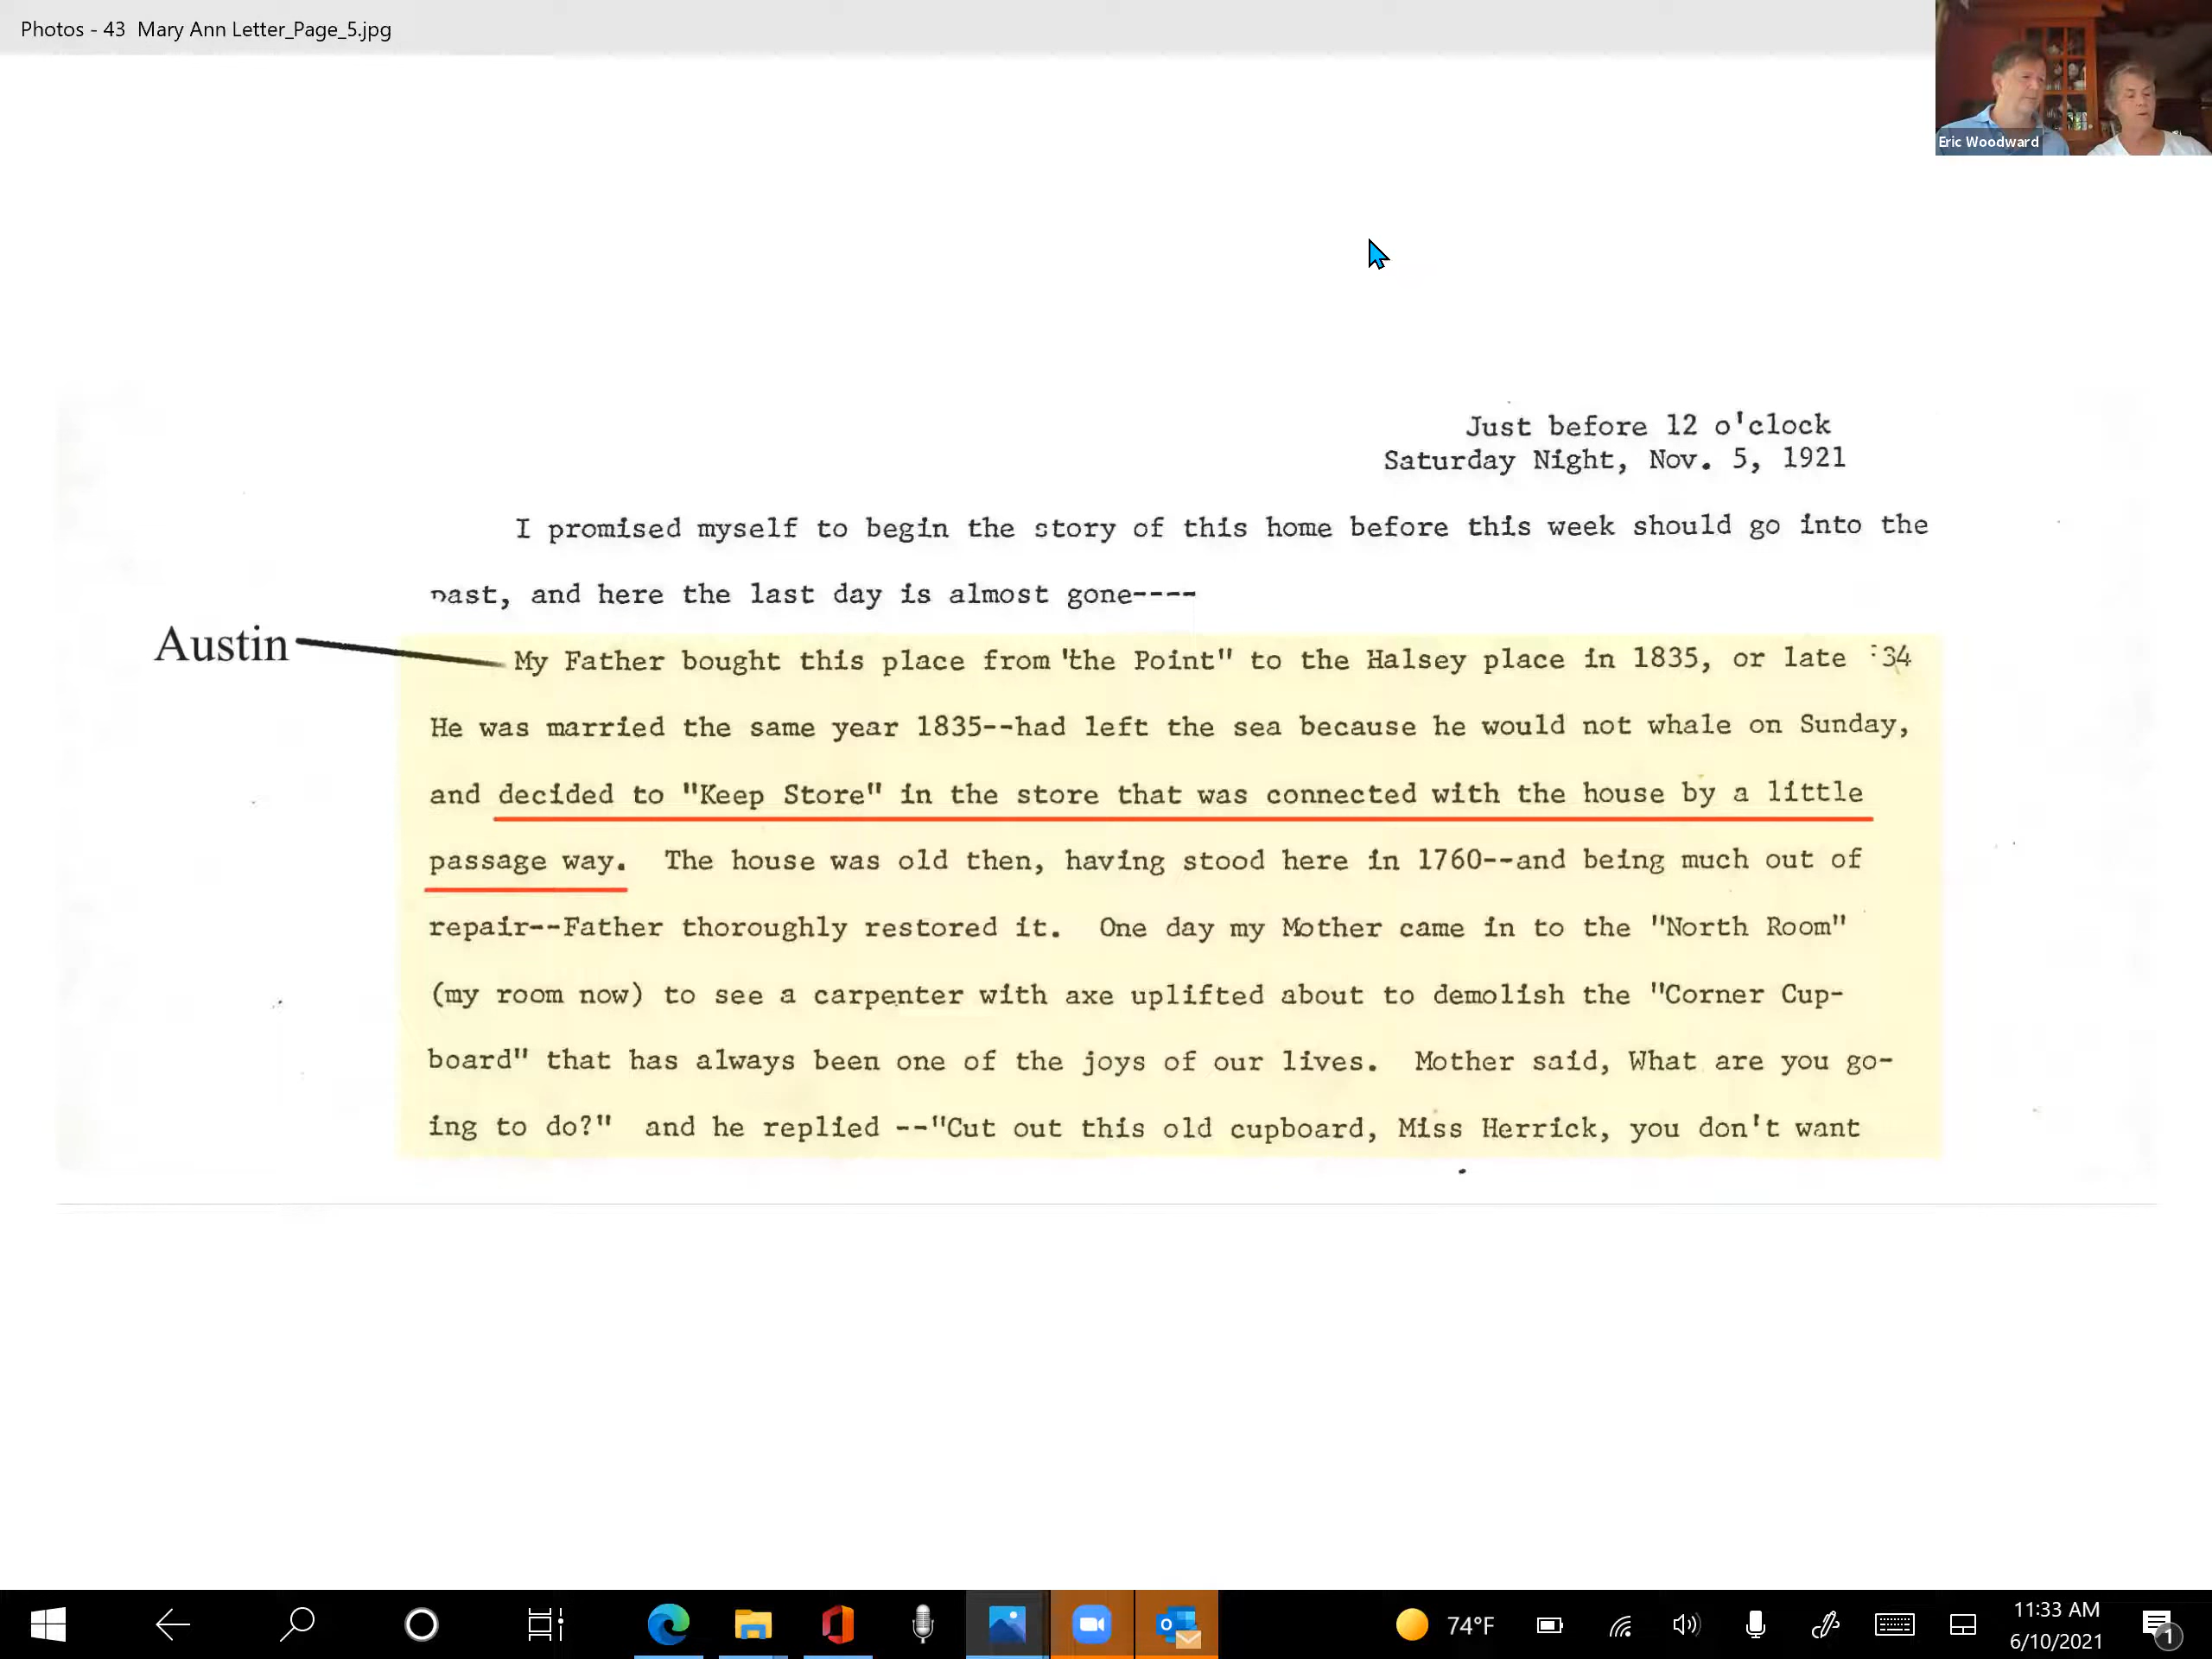 Photos - 43 Mary Ann Letter_Page_5.jpg
Eric Woodward
Just before 12 o'clock
Saturday Night, Nov. 5, 1921
I promised myself to begin the story of this home before this week should go into the
past, and here the last day is almost gone----
Austin
My Father bought this place from 'the Point" to the Halsey place in 1835, or late '34
He was married the same year 1835--had left the sea because he would not whale on Sunday,
and decided to "Keep Store" in the store that was connected with the house by a little
passage way. The house was old then, having stood here in 1760--and being much out of
repair--Father thoroughly restored it. One day my Mother came in to the "North Room"
(my room now) to see a carpenter with axe uplifted about to demolish the "Corner Cup-
board" that has always been one of the joys of our lives. Mother said, What are you go-
ing to do?" and he replied --"Cut out this old cupboard, Miss Herrick, you don't want
74°F
11:33 AM
6/10/2021
1